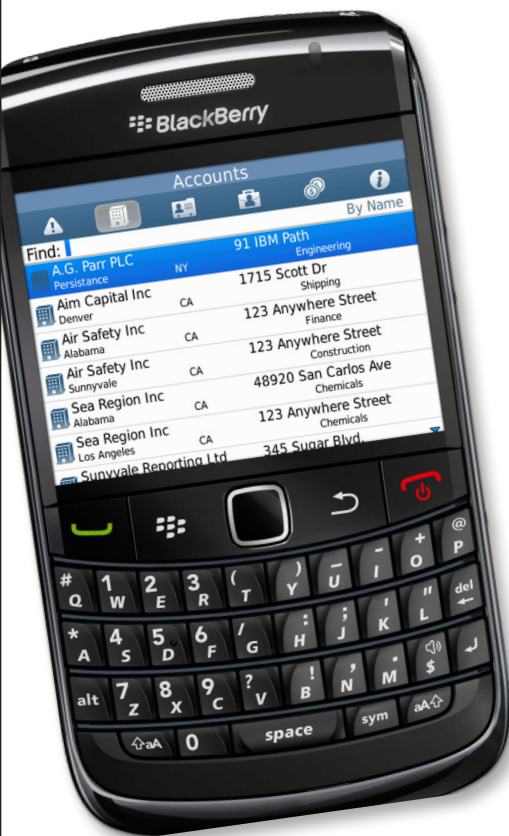 BlackBerry
Accounts
By Name
Find:
A.G. Parr PLC 91 IBM Path
Persistance NY Engineering
Aim Capital Inc 1715 Scott Dr
Denver CA Shipping
Air Safety Inc 123 Anywhere Street
Alabama CA Finance
Air Safety Inc 123 Anywhere Street
Sunnyvale CA Construction
Sea Region Inc 48920 San Carlos Ave
Alabama CA Chemicals
Sea Region Inc 123 Anywhere Street
Los Angeles CA Chemicals
Sunnyvale Reporting Ltd 345 Sugar Blvd.
# 1 2 3 ( ) _ - + @
Q W E R T Y U I O P
* 4 5 6 / : ; ' " del
A S D F G H J K L
alt 7 8 9 ? ! , . $
Z X C V B N M
aA 0 space sym aA